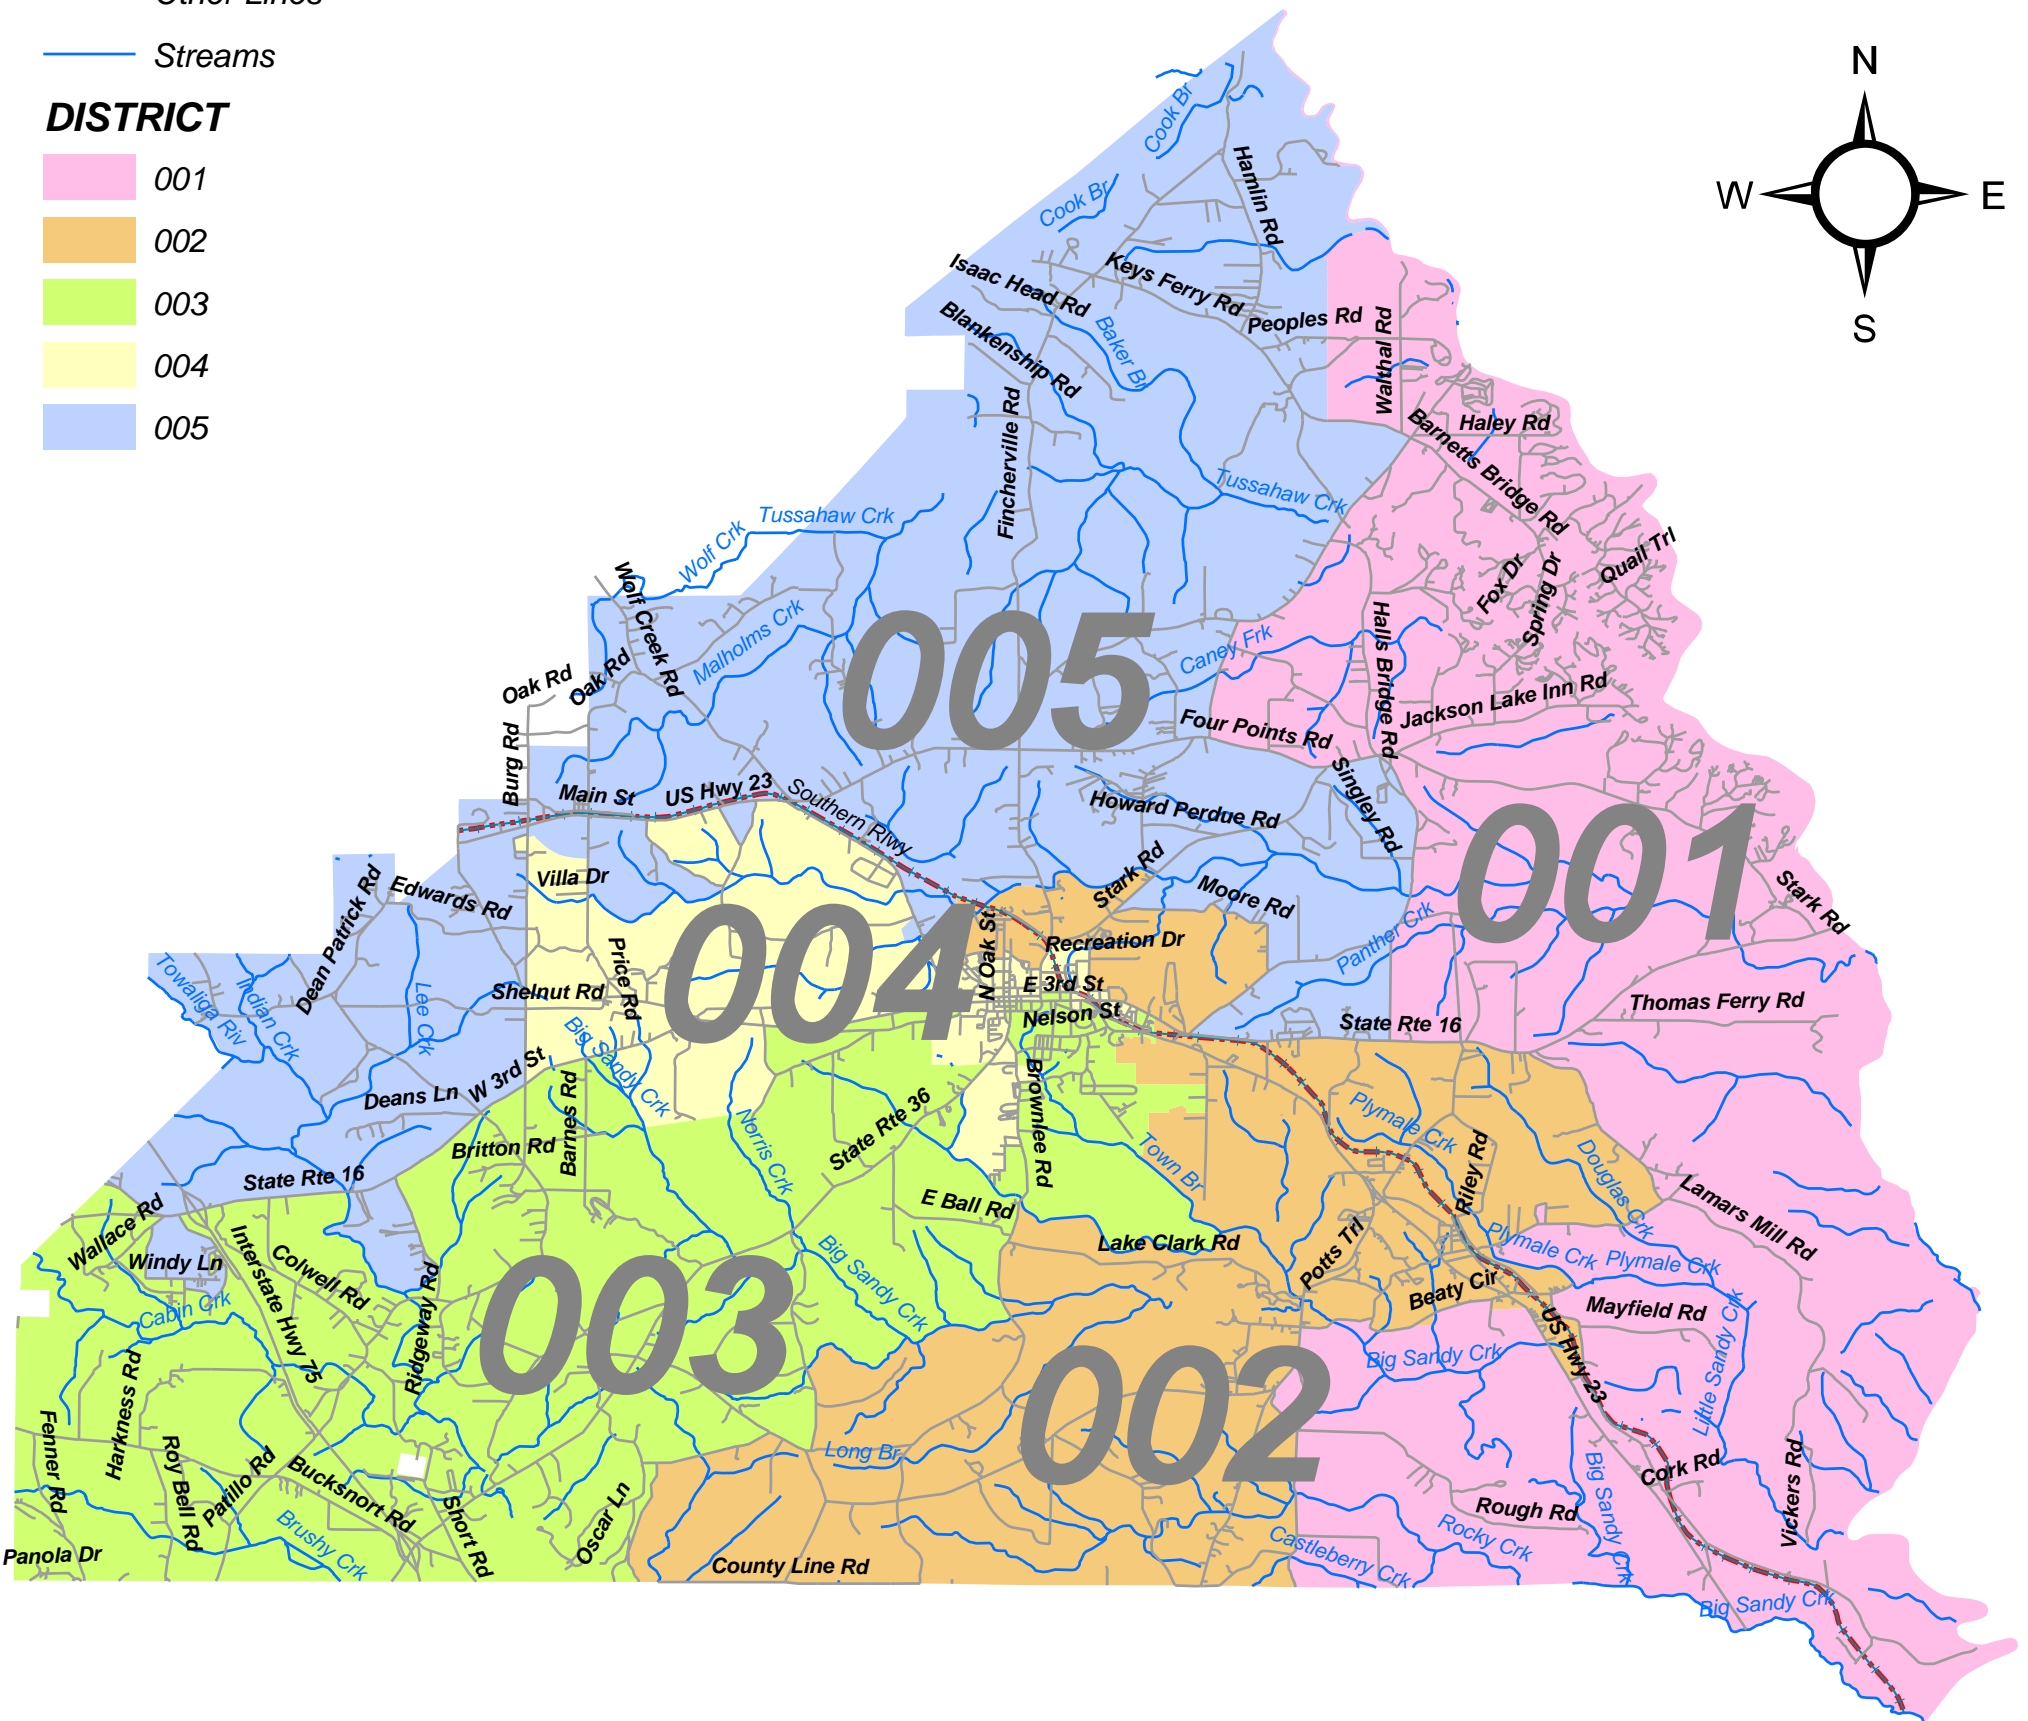 Other Lines
Streams
DISTRICT
001
002
003
004
005
N
W
E
S
Cook Br
Hamlin Rd
Cook Br
Isaac Head Rd
Keys Ferry Rd
Peoples Rd
Blankenship Rd
Baker Br
Walthal Rd
Fincherville Rd
Haley Rd
Barnetts Bridge Rd
Tussahaw Crk
Tussahaw Crk
Wolf Crk
Wolf Creek Rd
Quail Trl
Fox Dr
Spring Dr
Malholms Crk
Caney Frk
Halls Bridge Rd
005
Oak Rd
Oak Rd
Jackson Lake Inn Rd
Four Points Rd
Burg Rd
Main St
US Hwy 23
Southern Rlwy
Howard Perdue Rd
Singley Rd
001
Villa Dr
Edwards Rd
Dean Patrick Rd
Stark Rd
Moore Rd
Stark Rd
Panther Crk
004
N Oak St
Recreation Dr
Price Rd
Towaliga Riv
Indian Crk
Lee Crk
Shelnut Rd
E 3rd St
Nelson St
State Rte 16
Thomas Ferry Rd
Big Sandy Crk
W 3rd St
Deans Ln
Barnes Rd
Britton Rd
Norris Crk
State Rte 36
Brownlee Rd
Town Br
Plymale Crk
Riley Rd
Douglas Crk
Lamars Mill Rd
State Rte 16
Wallace Rd
Windy Ln
Interstate Hwy 75
Colwell Rd
E Ball Rd
Lake Clark Rd
Potts Trl
Plymale Crk
Plymale Crk
Beaty Cir
Mayfield Rd
Cabin Crk
Ridgeway Rd
003
Big Sandy Crk
002
Big Sandy Crk
US Hwy 23
Little Sandy Crk
Harkness Rd
Fenner Rd
Roy Bell Rd
Patillo Rd
Bucksnort Rd
Short Rd
Oscar Ln
Long Br
Cork Rd
Vickers Rd
Rough Rd
Big Sandy Crk
Rocky Crk
Castleberry Crk
Brushy Crk
Panola Dr
County Line Rd
Big Sandy Crk